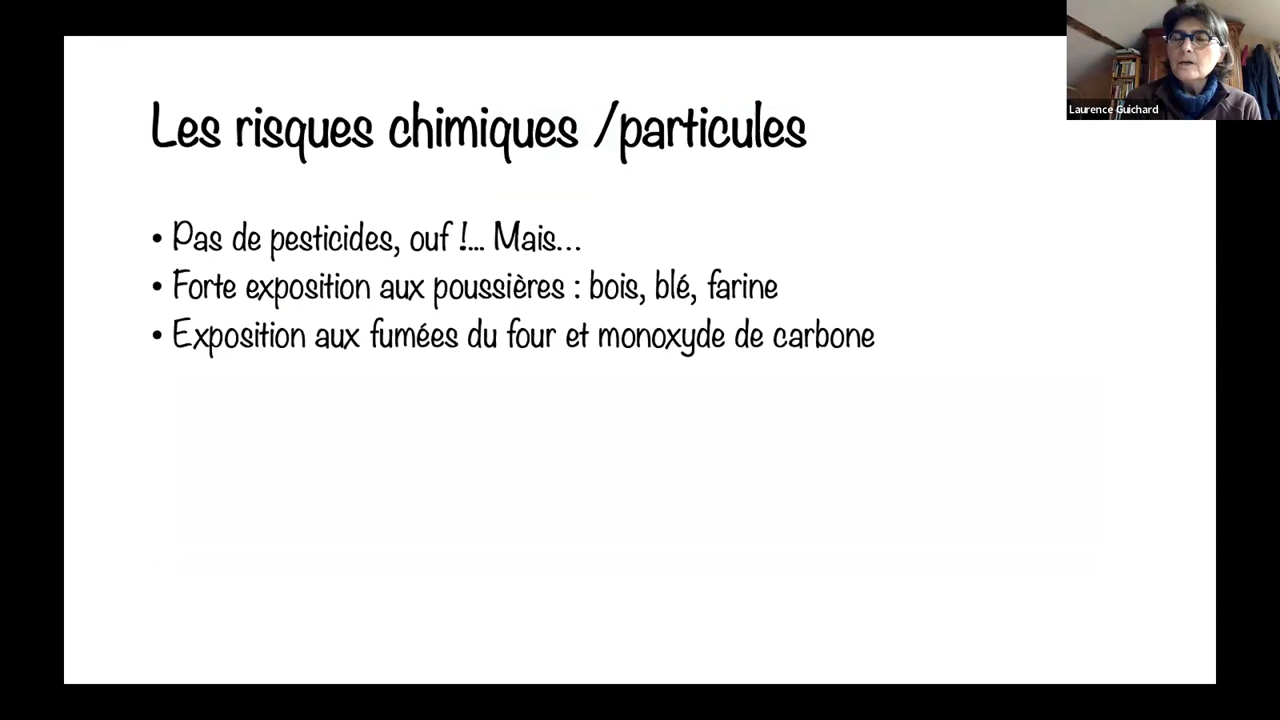 Laurence Guichard
Les risques chimiques /particules
• Pas de pesticides, ouf !... Mais...
• Forte exposition aux poussières : bois, blé, farine
• Exposition aux fumées du four et monoxyde de carbone